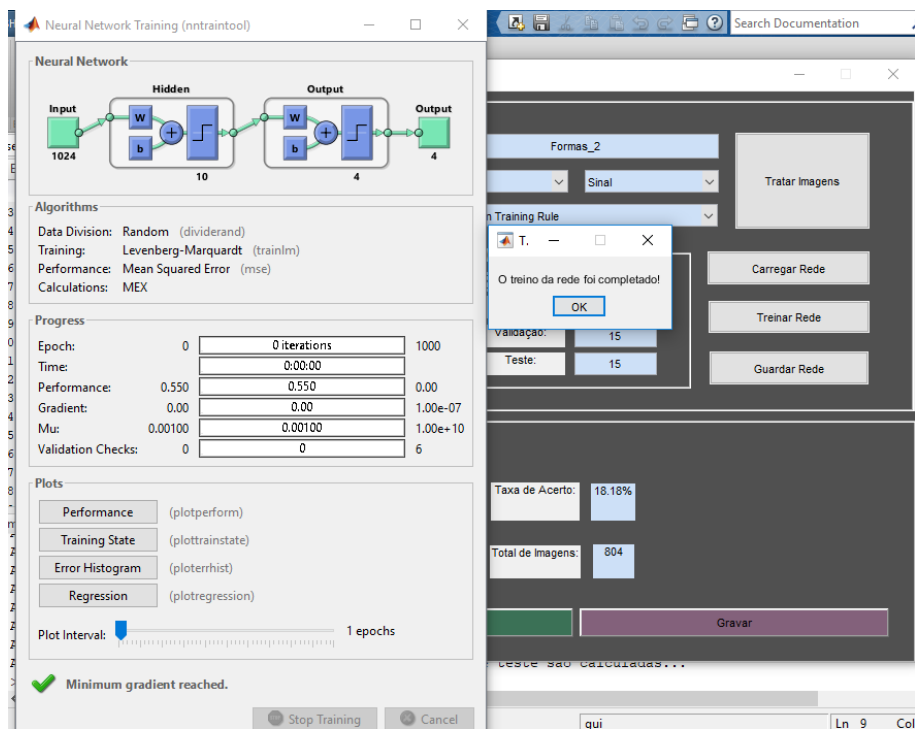 Neural Network Training (nntraintool)
Neural Network
Hidden
Output
Input
Output
W
W
b
b
1024
4
10
4
Algorithms
Data Division: Random (dividerand)
Training: Levenberg-Marquardt (trainlm)
Performance: Mean Squared Error (mse)
Calculations: MEX
Progress
Epoch: 0 0 iterations 1000
Time: 0:00:00
Performance: 0.550 0.550 0.00
Gradient: 0.00 0.00 1.00e-07
Mu: 0.00100 0.00100 1.00e+10
Validation Checks: 0 0 6
Plots
Performance (plotperform)
Training State (plottrainstate)
Error Histogram (ploterrhist)
Regression (plotregression)
Plot Interval: 1 epochs
Minimum gradient reached.
Stop Training Cancel
Search Documentation
Formas_2
Sinal
Training Rule
Tratar Imagens
T.
O treino da rede foi completado!
OK
Carregar Rede
Treinar Rede
Guardar Rede
Validação: 15
Teste: 15
Taxa de Acerto: 18.18%
Total de Imagens: 804
Gravar
teste são calculadas...
gui Ln 9 Col